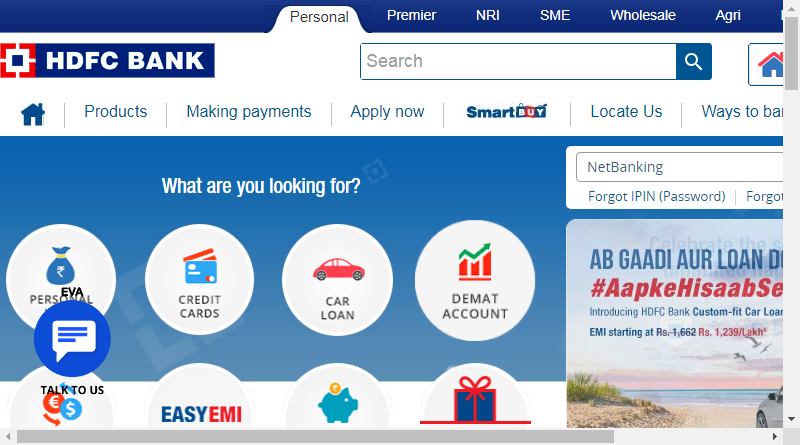 Personal Premier NRI SME Wholesale Agri
HDFC BANK
Search
Products Making payments Apply now SmartBUY Locate Us Ways to ban
What are you looking for?
NetBanking
Forgot IPIN (Password) Forgot
PERSONAL
CREDIT
CARDS
CAR
LOAN
DEMAT
ACCOUNT
EVA
TALK TO US
EASYEMI
AB GAADI AUR LOAN DO
#AapkeHisaabSe
Introducing HDFC Bank Custom-fit Car Loan
EMI starting at Rs. 1,662 Rs. 1,239/Lakh*